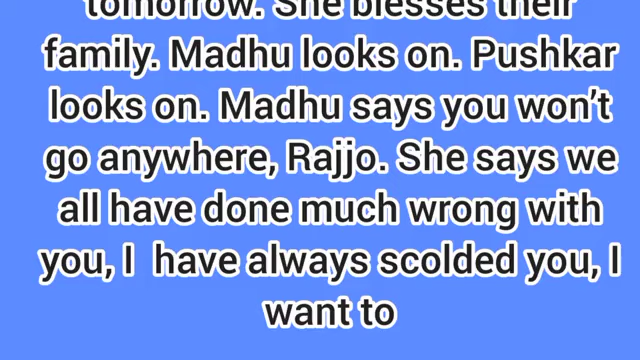 tomorrow. She blesses their
family. Madhu looks on. Pushkar
looks on. Madhu says you won’t
go anywhere, Rajjo. She says we
all have done much wrong with
you, I  have always scolded you, I
want to